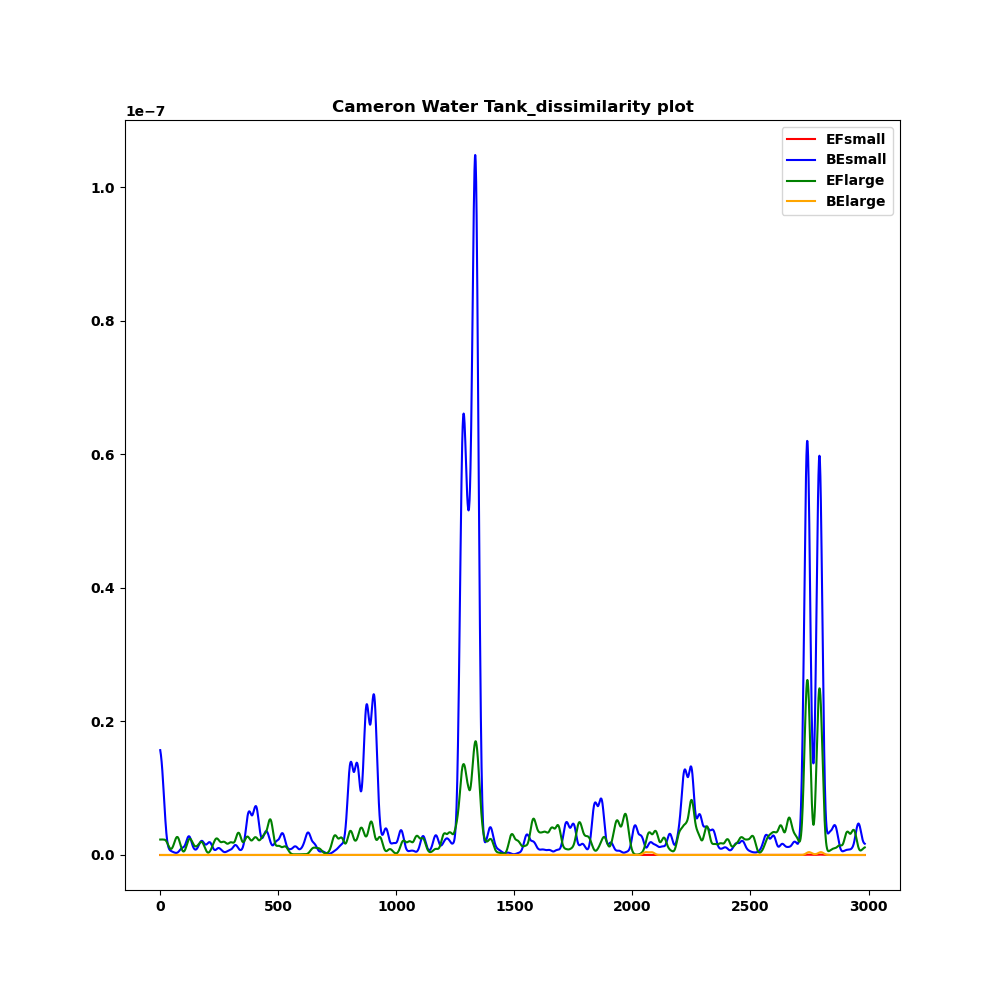 Cameron Water Tank_dissimilarity plot
1e−7
EFsmall
BEsmall
EFlarge
BElarge
1.0
0.8
0.6
0.4
0.2
0.0
0 500 1000 1500 2000 2500 3000